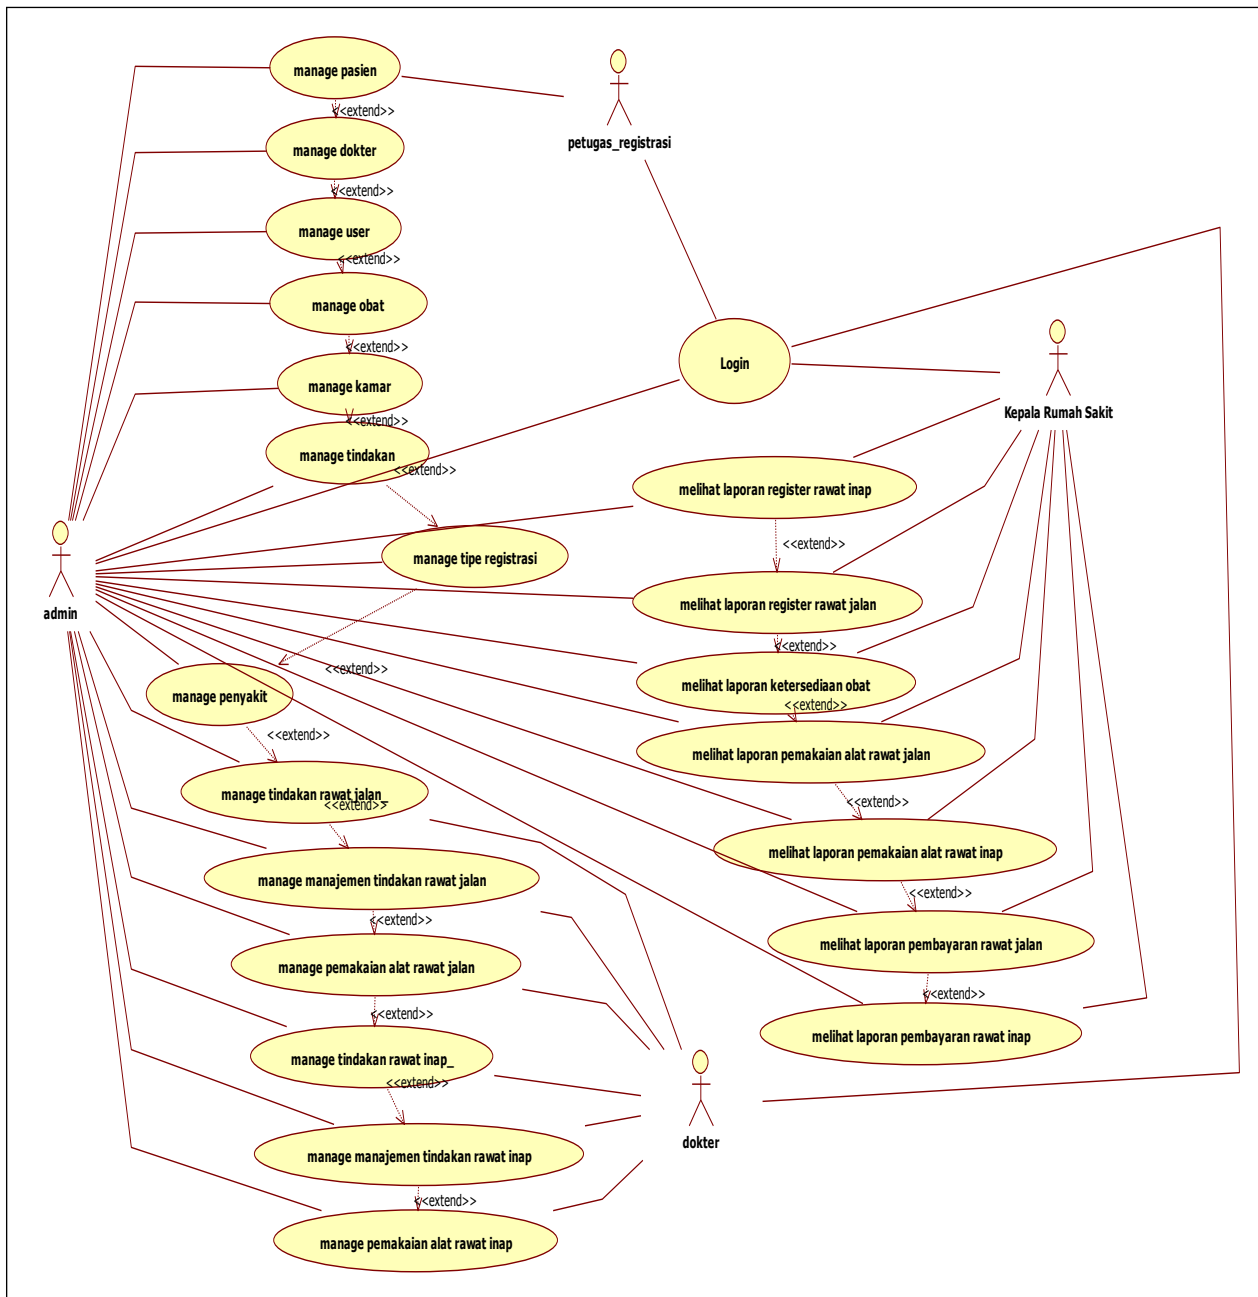 manage pasien
<<extend>>
petugas_registrasi
manage dokter
<<extend>>
manage user
<<extend>>
manage obat
<<extend>>
Login
manage kamar
Kepala Rumah Sakit
<<extend>>
manage tindakan
<<extend>>
melihat laporan register rawat inap
<<extend>>
manage tipe registrasi
admin
melihat laporan register rawat jalan
<<extend>>
<<extend>>
melihat laporan ketersediaan obat
manage penyakit
<<extend>>
<<extend>>
melihat laporan pemakaian alat rawat jalan
manage tindakan rawat jalan_
<<extend>>
<<extend>>
melihat laporan pemakaian alat rawat inap
manage manajemen tindakan rawat jalan
<<extend>>
<<extend>>
melihat laporan pembayaran rawat jalan
manage pemakaian alat rawat jalan
<<extend>>
<<extend>>
melihat laporan pembayaran rawat inap
manage tindakan rawat inap_
<<extend>>
dokter
manage manajemen tindakan rawat inap
<<extend>>
manage pemakaian alat rawat inap